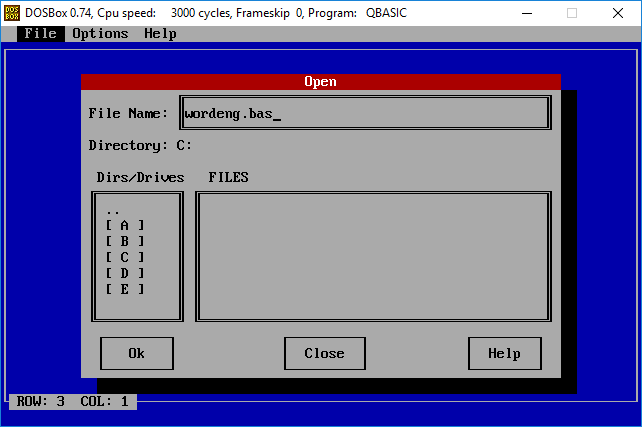 DOSBox 0.74, Cpu speed: 3000 cycles, Frameskip 0, Program: QBASIC
File Options Help
Open
File Name: wordeng.bas_
Directory: C:
Dirs/Drives FILES
..
[ A ]
[ B ]
[ C ]
[ D ]
[ E ]
Ok Close Help
ROW: 3 COL: 1